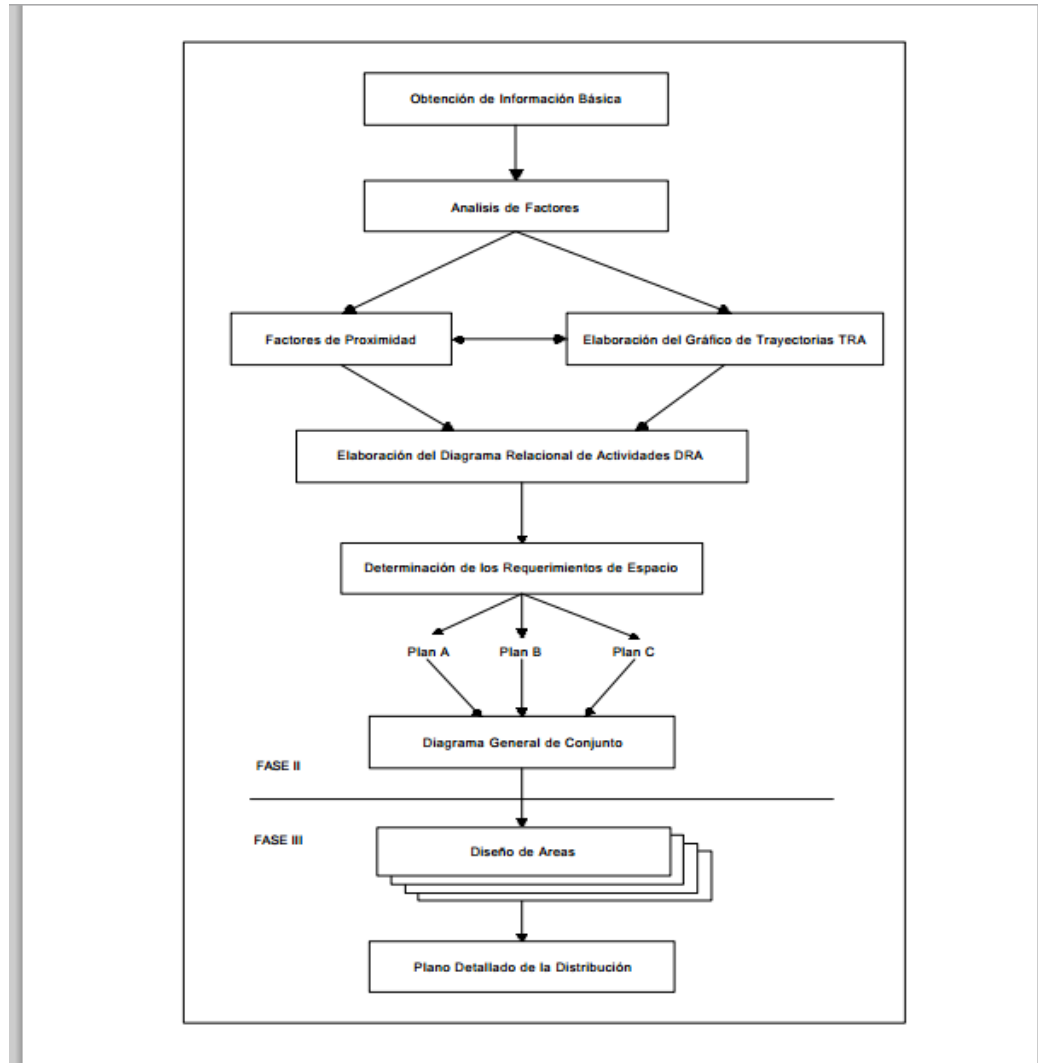 Obtención de Información Básica
Analisis de Factores
Factores de Proximidad
Elaboración del Gráfico de Trayectorias TRA
Elaboración del Diagrama Relacional de Actividades DRA
Determinación de los Requerimientos de Espacio
Plan A
Plan B
Plan C
Diagrama General de Conjunto
FASE II
FASE III
Diseño de Areas
Plano Detallado de la Distribución